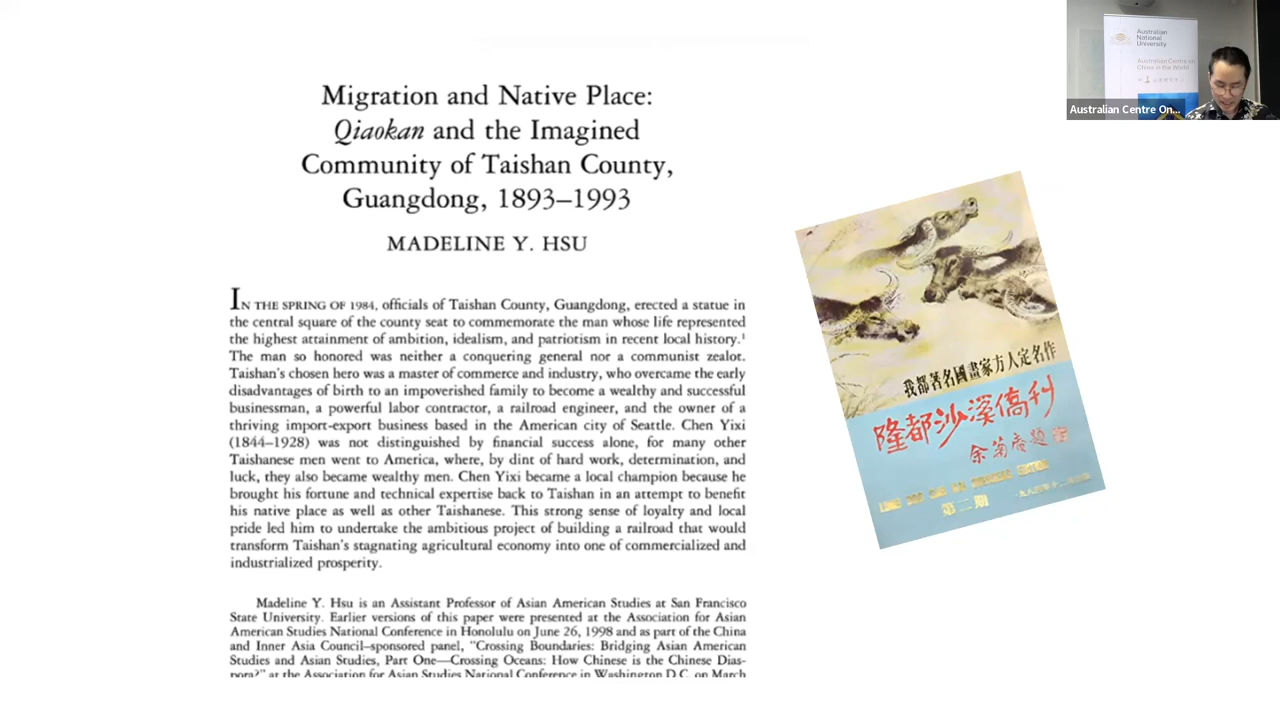 Migration and Native Place:
Qiaokan and the Imagined
Community of Taishan County,
Guangdong, 1893–1993
MADELINE Y. HSU
IN THE SPRING OF 1984, officials of Taishan County, Guangdong, erected a statue in
the central square of the county seat to commemorate the man whose life represented
the highest attainment of ambition, idealism, and patriotism in recent local history.¹
The man so honored was neither a conquering general nor a communist zealot.
Taishan's chosen hero was a master of commerce and industry, who overcame the early
disadvantages of birth to an impoverished family to become a wealthy and successful
businessman, a powerful labor contractor, a railroad engineer, and the owner of a
thriving import-export business based in the American city of Seattle. Chen Yixi
(1844–1928) was not distinguished by financial success alone, for many other
Taishanese men went to America, where, by dint of hard work, determination, and
luck, they also became wealthy men. Chen Yixi became a local champion because he
brought his fortune and technical expertise back to Taishan in an attempt to benefit
his native place as well as other Taishanese. This strong sense of loyalty and local
pride led him to undertake the ambitious project of building a railroad that would
transform Taishan's stagnating agricultural economy into one of commercialized and
industrialized prosperity.
Madeline Y. Hsu is an Assistant Professor of Asian American Studies at San Francisco
State University. Earlier versions of this paper were presented at the Association for Asian
American Studies National Conference in Honolulu on June 26, 1998 and as part of the China
and Inner Asia Council–sponsored panel, "Crossing Boundaries: Bridging Asian American
Studies and Asian Studies, Part One—Crossing Oceans: How Chinese is the Chinese Dias-
pora?" at the Association for Asian Studies National Conference in Washington D.C. on March
我都著名國畫家方人定名作
隆都沙溪僑刊
余菊庵題
第二期
Australian
National
University
Australian Centre on
China in the World
Australian Centre On...